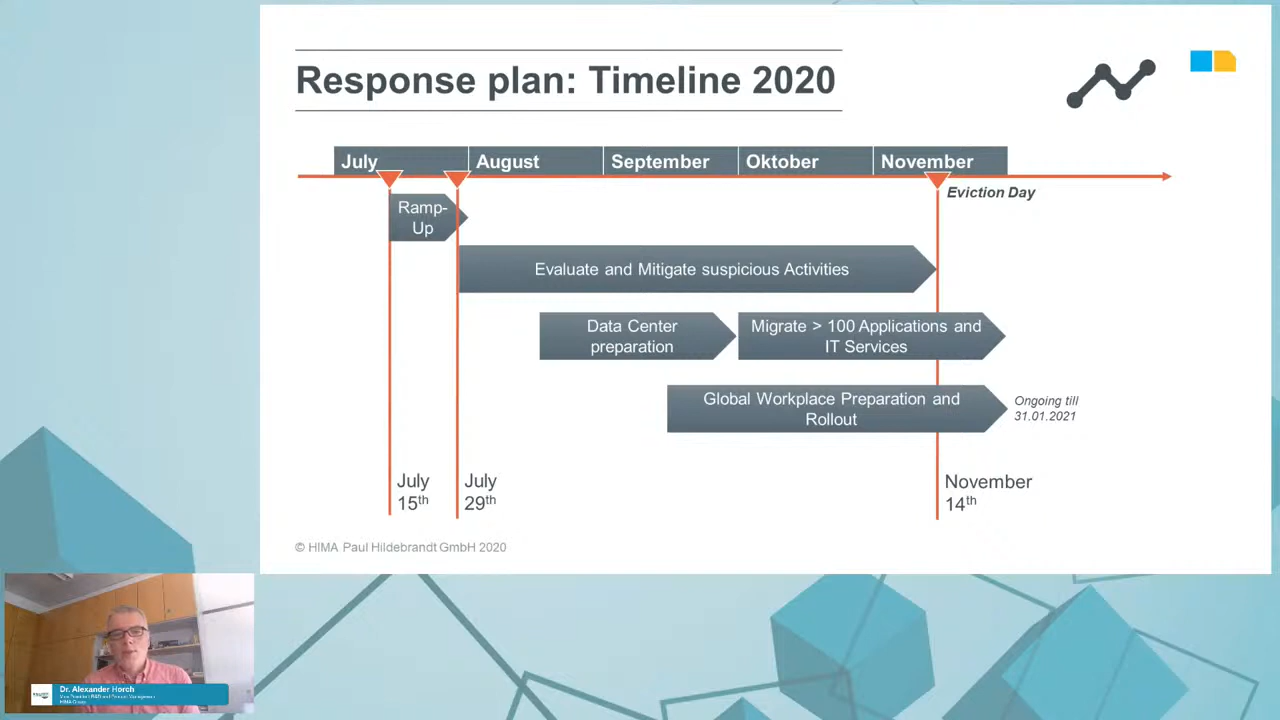 Response plan: Timeline 2020
July
August
September
Oktober
November
Eviction Day
Ramp-
Up
Evaluate and Mitigate suspicious Activities
Data Center
preparation
Migrate > 100 Applications and
IT Services
Global Workplace Preparation and
Rollout
Ongoing till
31.01.2021
July
15th
July
29th
November
14th
© HIMA Paul Hildebrandt GmbH 2020
Dr. Alexander Horch